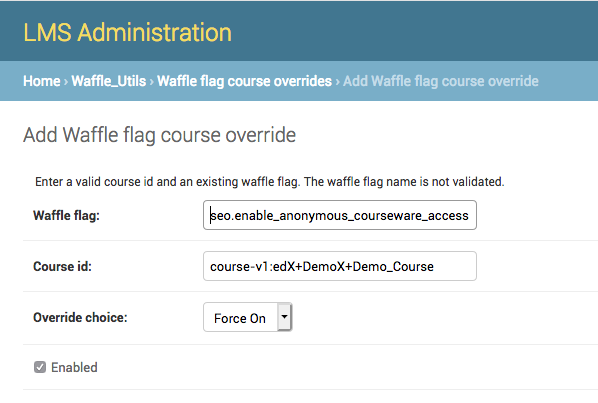 LMS Administration
Home › Waffle_Utils › Waffle flag course overrides › Add Waffle flag course override
Add Waffle flag course override
Enter a valid course id and an existing waffle flag. The waffle flag name is not validated.
Waffle flag: seo.enable_anonymous_courseware_access
Course id: course-v1:edX+DemoX+Demo_Course
Override choice: Force On
Enabled